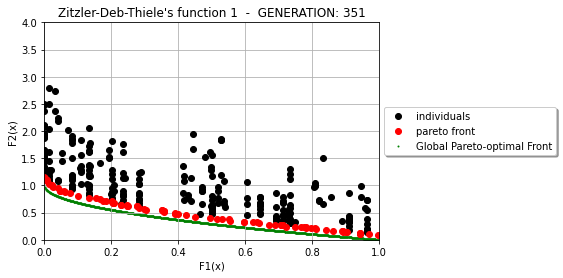 Zitzler-Deb-Thiele's function 1 - GENERATION: 351
4.0
3.5
3.0
2.5
2.0
1.5
1.0
0.5
0.0
F2(x)
0.0 0.2 0.4 0.6 0.8 1.0
F1(x)
individuals
pareto front
Global Pareto-optimal Front